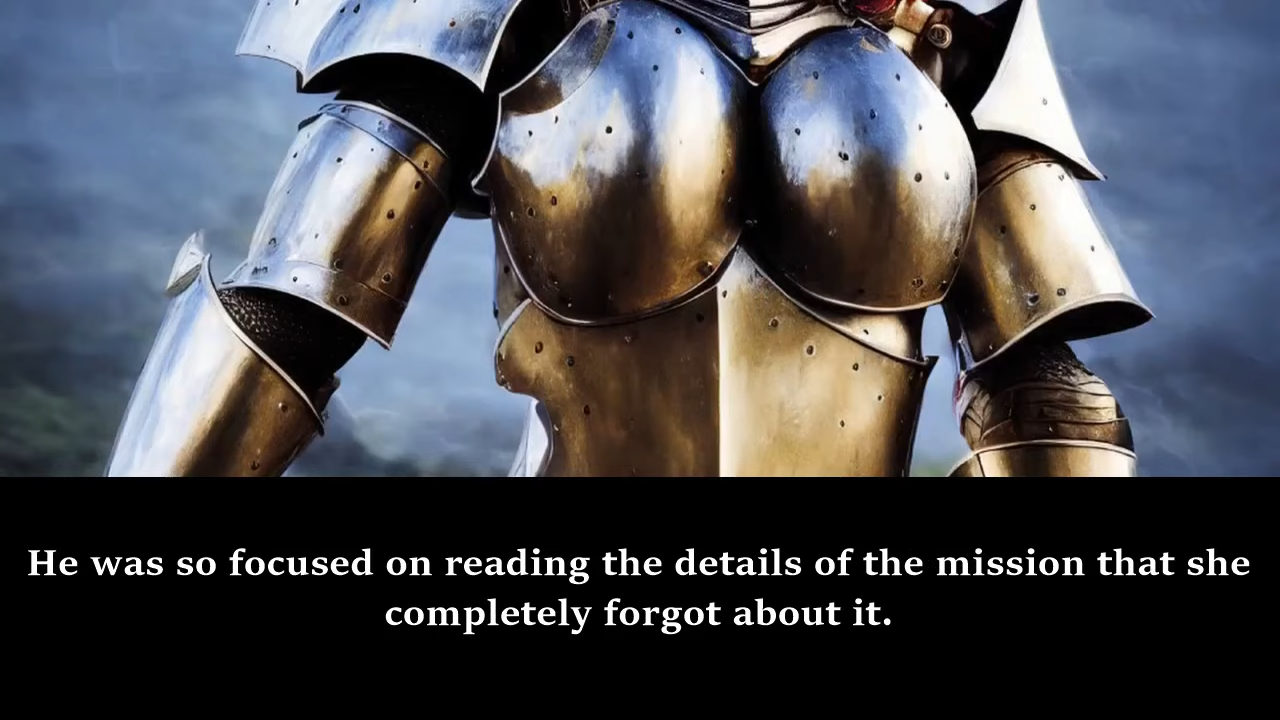 He was so focused on reading the details of the mission that she
completely forgot about it.